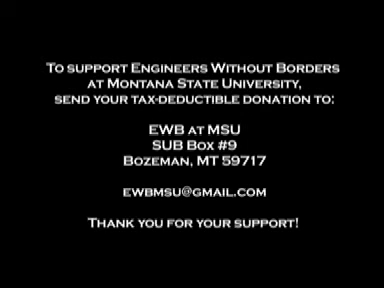 To support Engineers Without Borders
at Montana State University,
send your tax-deductible donation to:
EWB at MSU
SUB Box #9
Bozeman, MT 59717
ewbmsu@gmail.com
Thank you for your support!